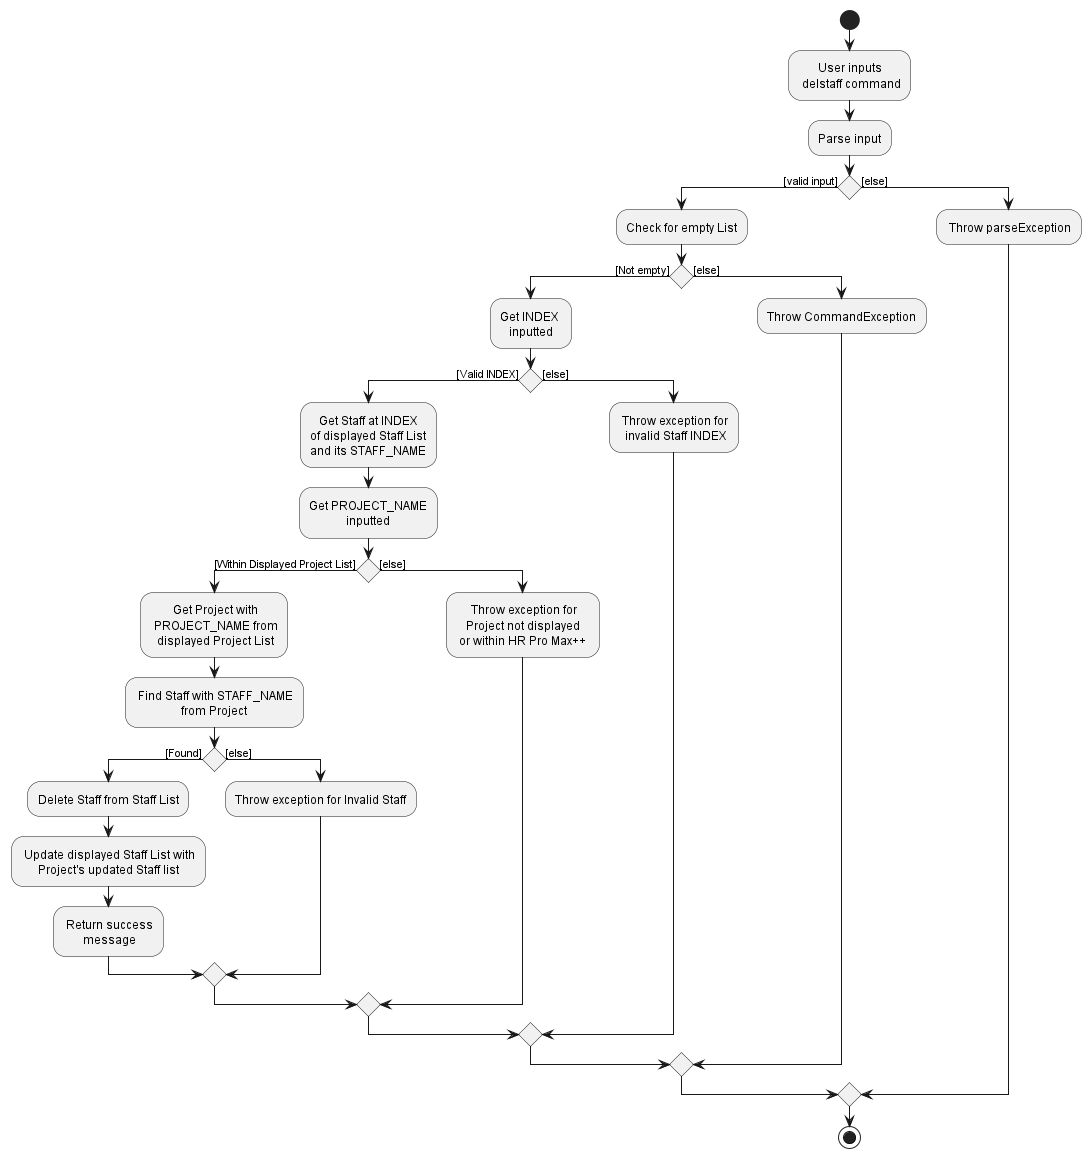 User inputs
delstaff command
Parse input
[valid input]
[else]
Check for empty List
Throw parseException
[Not empty]
[else]
Get INDEX
inputted
Throw CommandException
[Valid INDEX]
[else]
Get Staff at INDEX
of displayed Staff List
and its STAFF_NAME
Throw exception for
invalid Staff INDEX
Get PROJECT_NAME
inputted
[Within Displayed Project List]
[else]
Get Project with
PROJECT_NAME from
displayed Project List
Throw exception for
Project not displayed
or within HR Pro Max++
Find Staff with STAFF_NAME
from Project
[Found]
[else]
Delete Staff from Staff List
Throw exception for Invalid Staff
Update displayed Staff List with
Project's updated Staff list
Return success
message